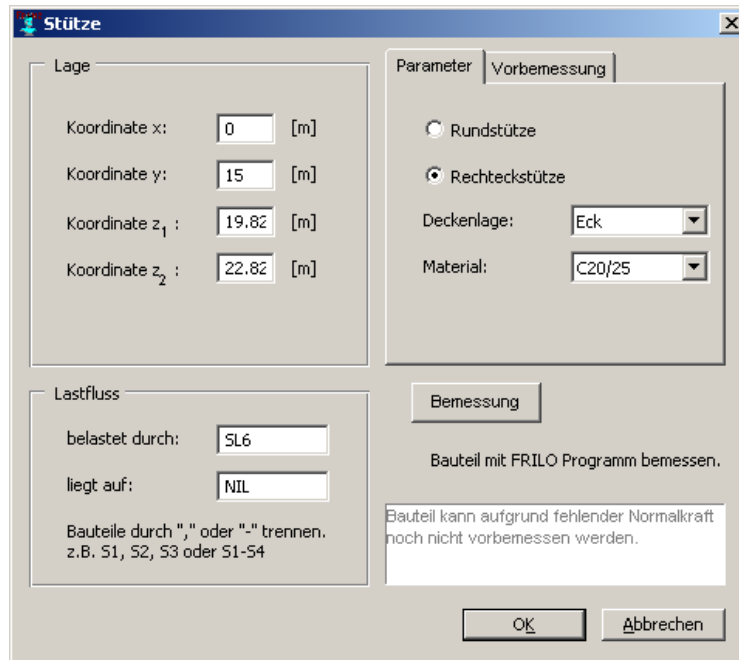 Stütze
Lage
Koordinate x: 0 [m]
Koordinate y: 15 [m]
Koordinate z1 : 19.82 [m]
Koordinate z2 : 22.82 [m]
Parameter Vorbemessung
Rundstütze
Rechteckstütze
Deckenlage: Eck
Material: C20/25
Lastfluss
belastet durch: SL6
liegt auf: NIL
Bauteile durch "," oder "-" trennen.
z.B. S1, S2, S3 oder S1-S4
Bemessung
Bauteil mit FRILO Programm bemessen.
Bauteil kann aufgrund fehlender Normalkraft
noch nicht vorbemessen werden.
OK Abbrechen